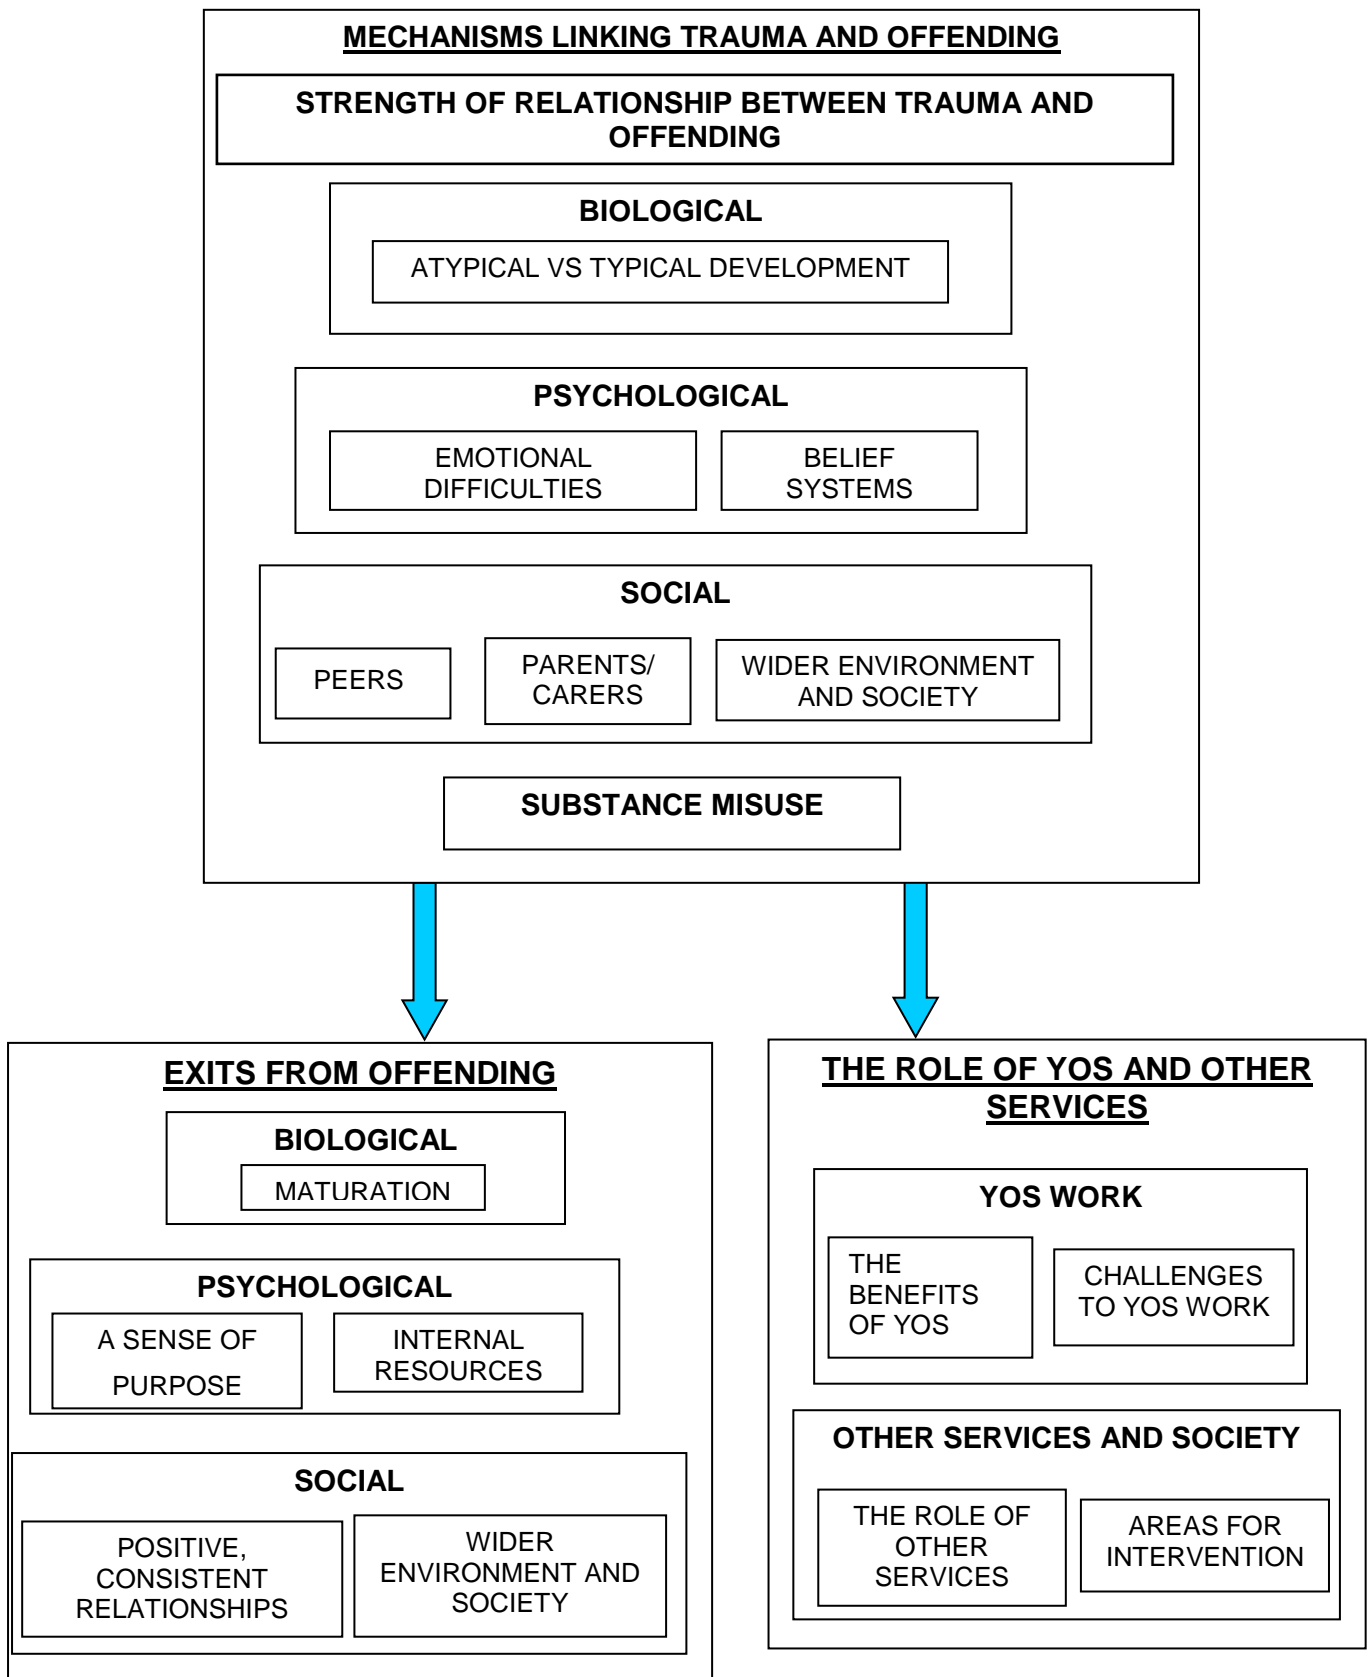 MECHANISMS LINKING TRAUMA AND OFFENDING
STRENGTH OF RELATIONSHIP BETWEEN TRAUMA AND
OFFENDING
BIOLOGICAL
ATYPICAL VS TYPICAL DEVELOPMENT
PSYCHOLOGICAL
EMOTIONAL
DIFFICULTIES
BELIEF
SYSTEMS
SOCIAL
PEERS
PARENTS/
CARERS
WIDER ENVIRONMENT
AND SOCIETY
SUBSTANCE MISUSE
EXITS FROM OFFENDING
BIOLOGICAL
MATURATION
PSYCHOLOGICAL
A SENSE OF
PURPOSE
INTERNAL
RESOURCES
SOCIAL
POSITIVE,
CONSISTENT
RELATIONSHIPS
WIDER
ENVIRONMENT AND
SOCIETY
THE ROLE OF YOS AND OTHER
SERVICES
YOS WORK
THE
BENEFITS
OF YOS
CHALLENGES
TO YOS WORK
OTHER SERVICES AND SOCIETY
THE ROLE OF
OTHER
SERVICES
AREAS FOR
INTERVENTION